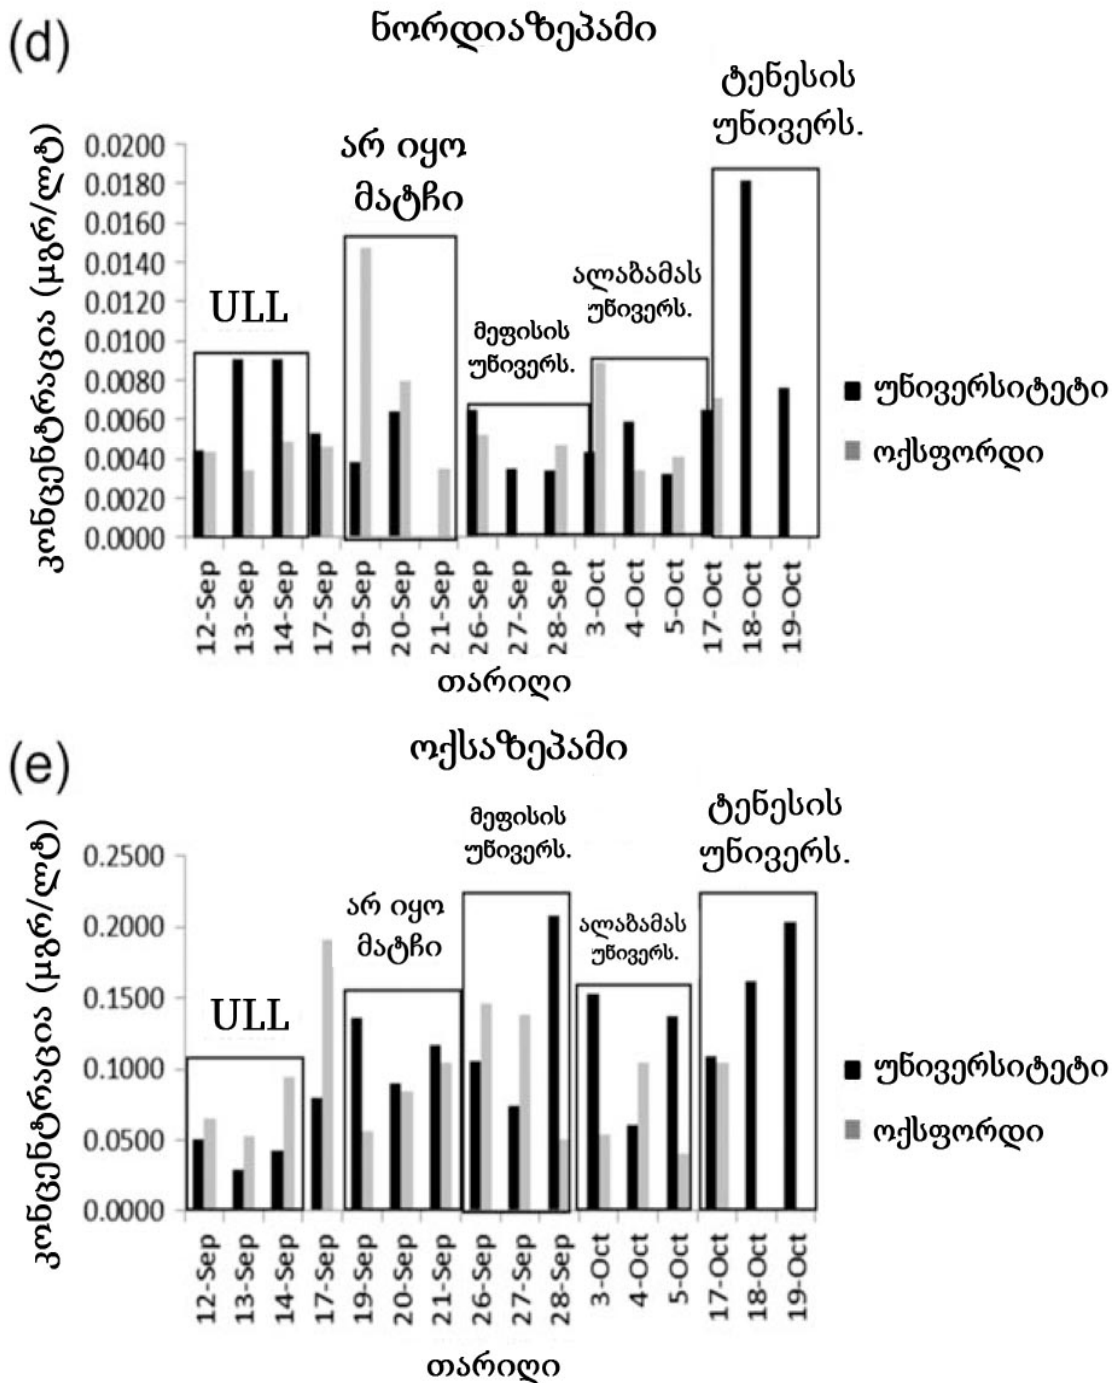 (d)
ნორდიაზეპამი
ტენესის
უნივერს.
არ იყო
მატჩი
ალაბამას
უნივერს.
ULL
მეფისის
უნივერს.
კონცენტრაცია (μგრ/ლტ)
0.0200
0.0180
0.0160
0.0140
0.0120
0.0100
0.0080
0.0060
0.0040
0.0020
0.0000
უნივერსიტეტი
ოქსფორდი
12-Sep
13-Sep
14-Sep
17-Sep
19-Sep
20-Sep
21-Sep
26-Sep
27-Sep
28-Sep
3-Oct
4-Oct
5-Oct
17-Oct
18-Oct
19-Oct
თარიღი
(e)
ოქსაზეპამი
მეფისის
უნივერს.
ტენესის
უნივერს.
არ იყო
მატჩი
ალაბამას
უნივერს.
ULL
კონცენტრაცია (μგრ/ლტ)
0.2500
0.2000
0.1500
0.1000
0.0500
0.0000
უნივერსიტეტი
ოქსფორდი
12-Sep
13-Sep
14-Sep
17-Sep
19-Sep
20-Sep
21-Sep
26-Sep
27-Sep
28-Sep
3-Oct
4-Oct
5-Oct
17-Oct
18-Oct
19-Oct
თარიღი